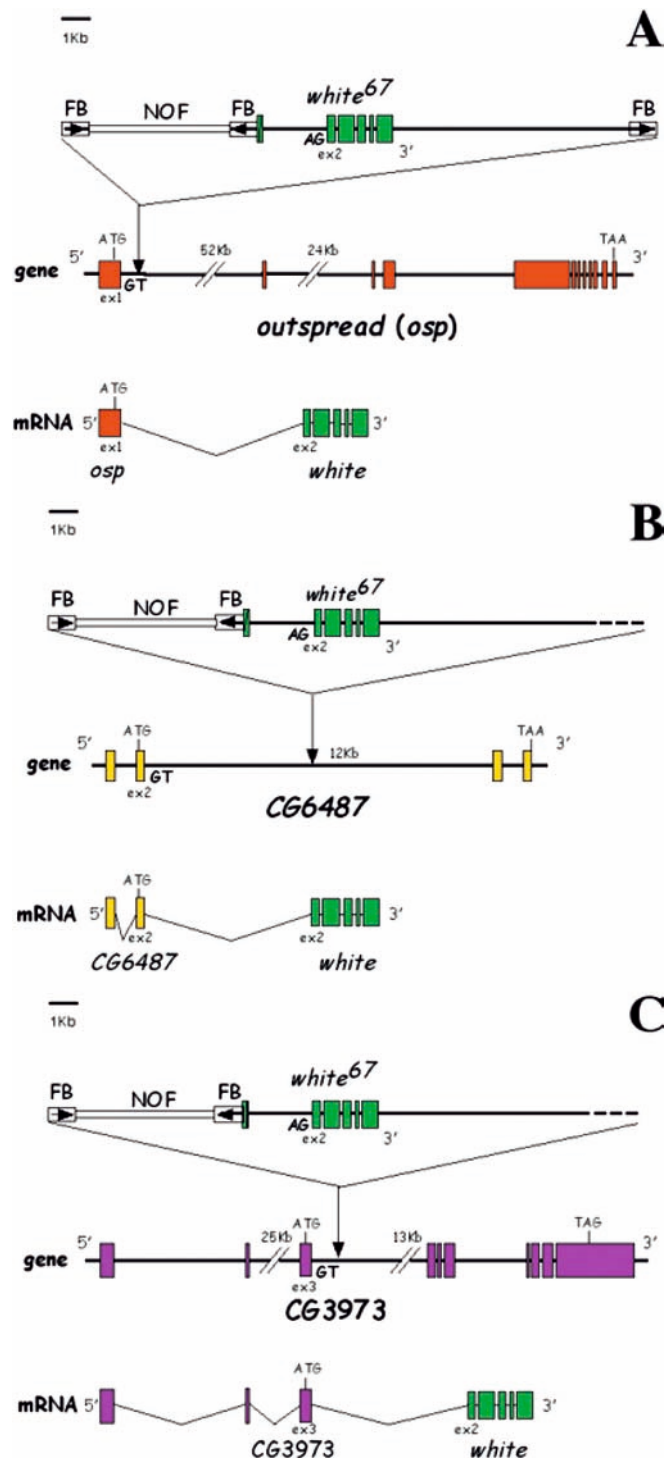 A
1Kb
white67
FB NOF FB FB
AG
ex2 3'
ATG 52Kb 24Kb TAA
5' 3'
gene
GT
ex1
outspread (osp)
ATG
mRNA 5' 3'
ex1 ex2
osp white
B
1Kb
white67
FB NOF FB
AG
ex2 3'
5' ATG TAA 3'
12Kb
gene
GT
ex2
CG6487
ATG
mRNA 5' 3'
ex2 ex2
CG6487 white
C
1Kb
white67
FB NOF FB
AG
ex2 3'
5' 25Kb ATG 13Kb TAG 3'
gene
GT
ex3
CG3973
ATG
mRNA 5' 3'
ex3 ex2
CG3973 white